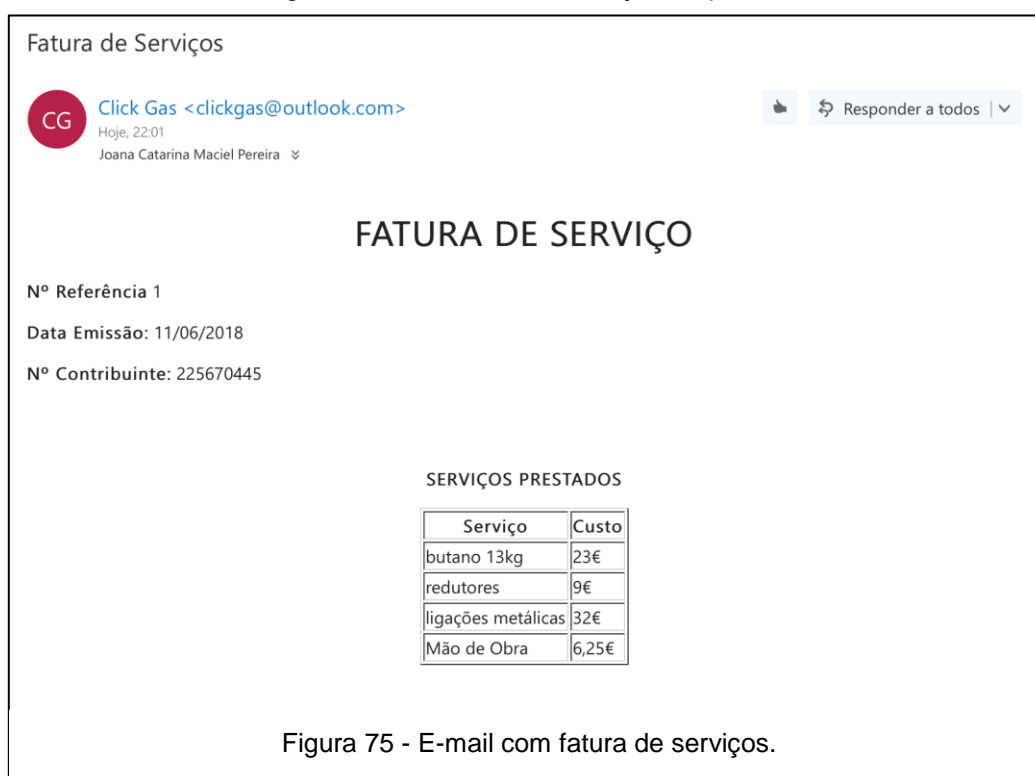 Fatura de Serviços
CG
Click Gas <clickgas@outlook.com>
Responder a todos
Hoje, 22:01
Joana Catarina Maciel Pereira
FATURA DE SERVIÇO
Nº Referência 1
Data Emissão: 11/06/2018
Nº Contribuinte: 225670445
SERVIÇOS PRESTADOS
Serviço Custo
butano 13kg 23€
redutores 9€
ligações metálicas 32€
Mão de Obra 6,25€
Figura 75 - E-mail com fatura de serviços.